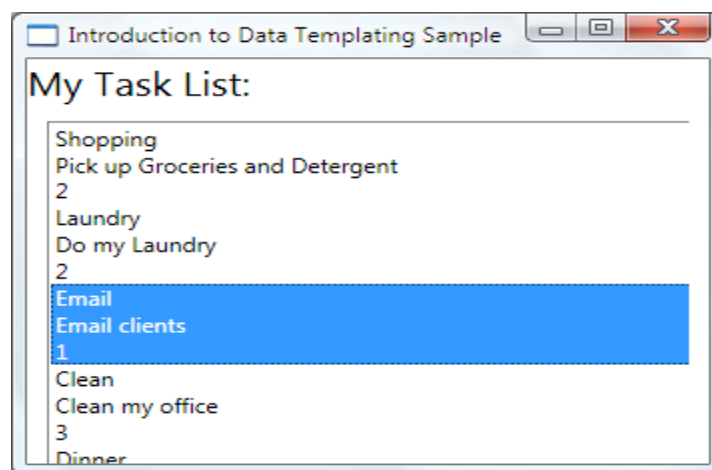 Introduction to Data Templating Sample
My Task List:
Shopping
Pick up Groceries and Detergent
2
Laundry
Do my Laundry
2
Email
Email clients
1
Clean
Clean my office
3
Dinner